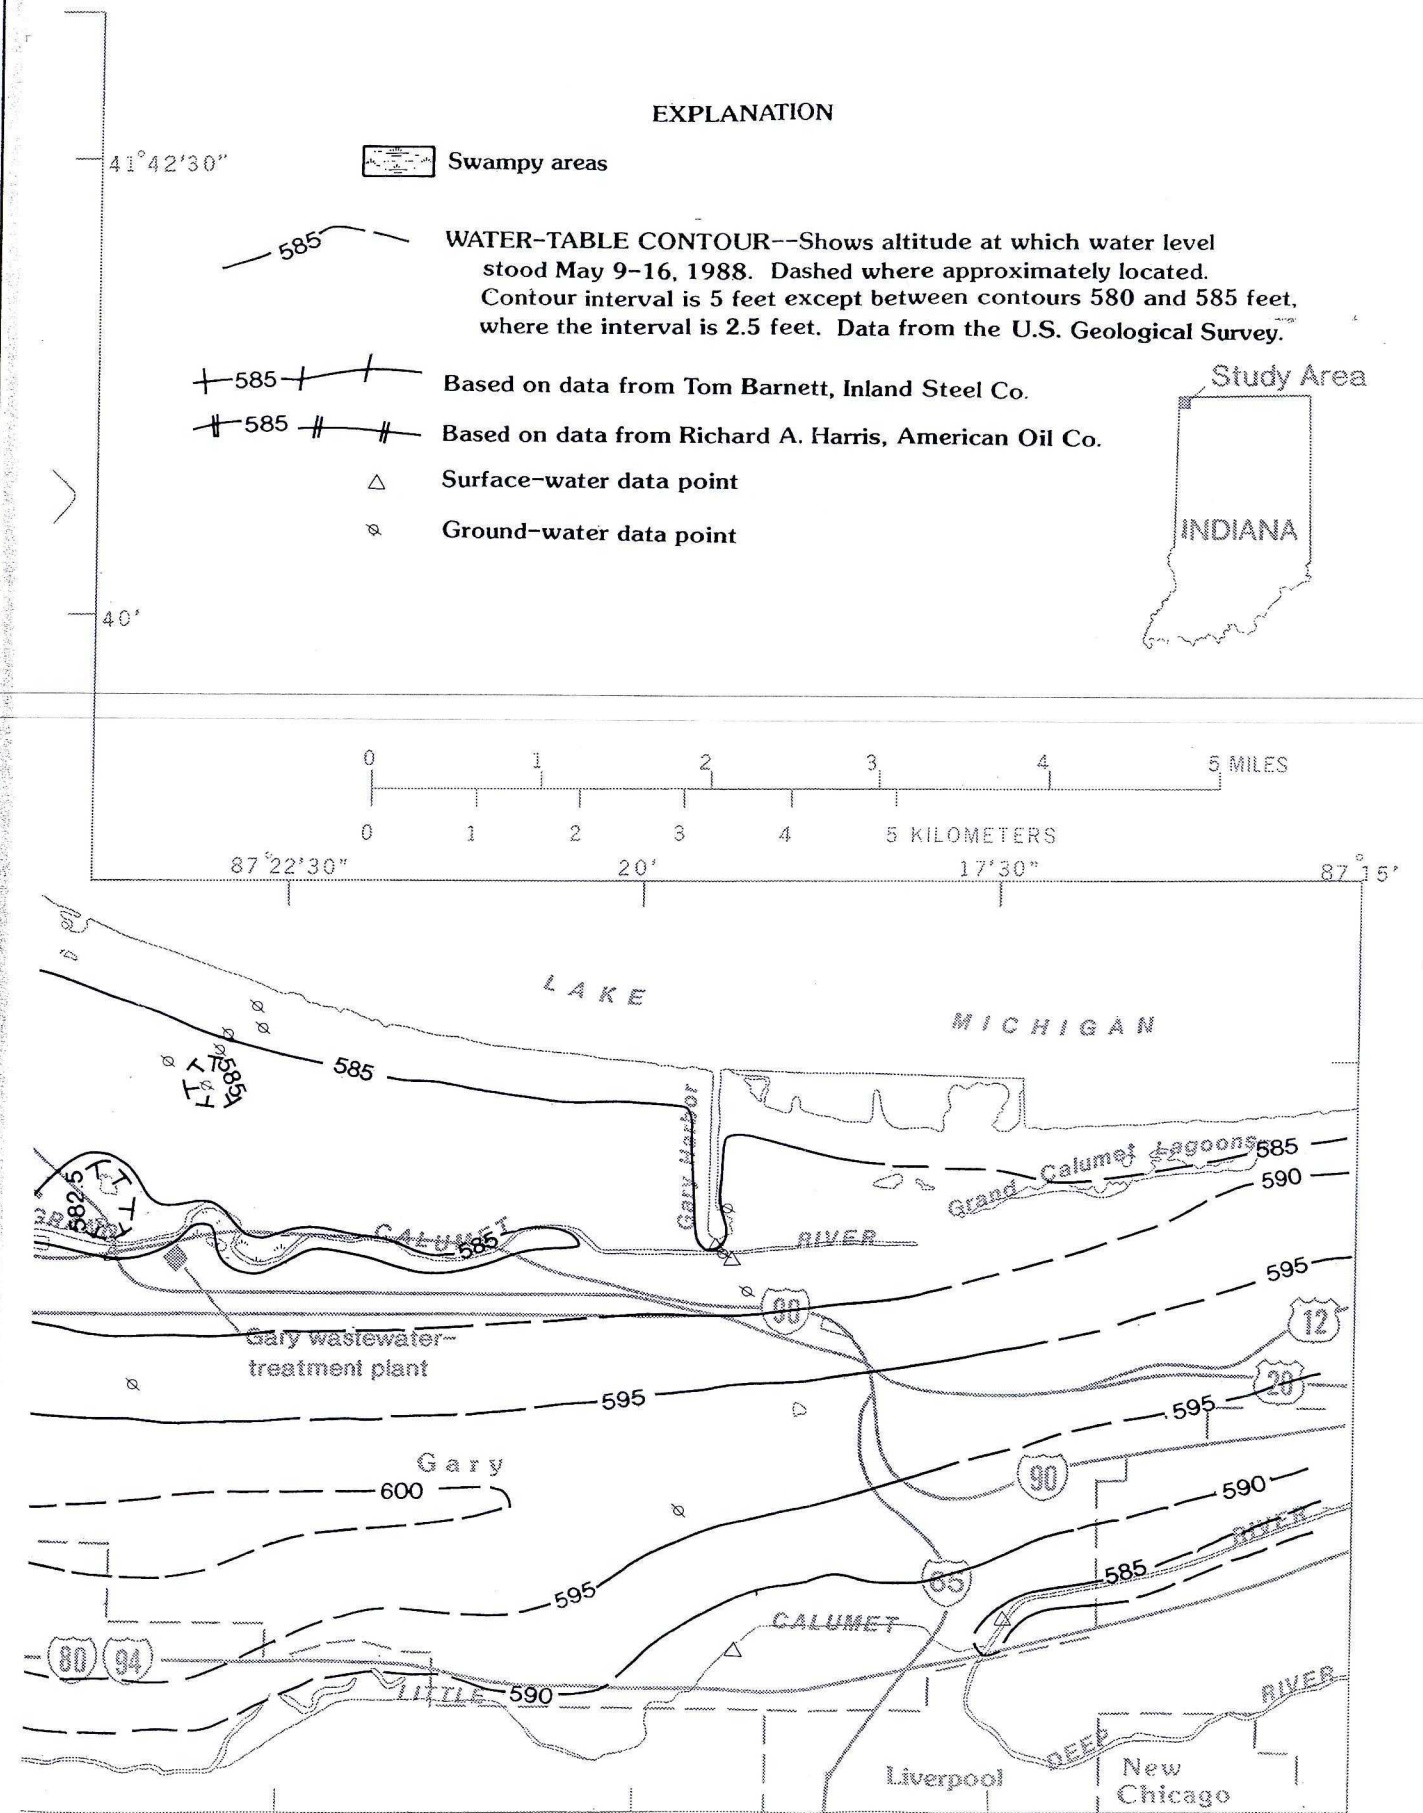 EXPLANATION
41°42'30"
Swampy areas
585
WATER-TABLE CONTOUR--Shows altitude at which water level
stood May 9-16, 1988. Dashed where approximately located.
Contour interval is 5 feet except between contours 580 and 585 feet,
where the interval is 2.5 feet. Data from the U.S. Geological Survey.
585
Based on data from Tom Barnett, Inland Steel Co.
585
Based on data from Richard A. Harris, American Oil Co.
Surface-water data point
Ground-water data point
Study Area
INDIANA
40'
0 1 2 3 4 5 MILES
0 1 2 3 4 5 KILOMETERS
87°22'30" 20' 17'30" 87°15'
LAKE
MICHIGAN
585
585
Gary Harbor
Grand Calumet Lagoons
585
590
582.5
GRAND
CALUMET
585
RIVER
595
90
12
Gary wastewater-
treatment plant
20
595
595
Gary
90
600
590
RIVER
595
65
585
CALUMET
80 94
LITTLE
590
RIVER
DEEP
Liverpool
New
Chicago